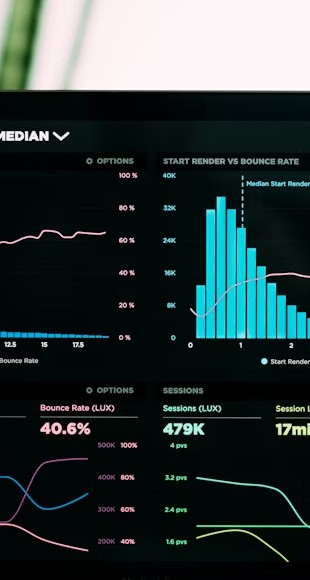 MEDIAN
OPTIONS
START RENDER VS BOUNCE RATE
100 %
80 %
60 %
40 %
20 %
0 %
12.5 15 17.5
Bounce Rate
40K
32K
24K
16K
8K
0
Median Start Render
0 1 2
Start Render
OPTIONS
Bounce Rate (LUX)
40.6%
500K 100%
400K 80%
300K 60%
200K 40%
SESSIONS
Sessions (LUX)
479K
Session L
17mi
4 pvs
3.2 pvs
2.4 pvs
1.6 pvs